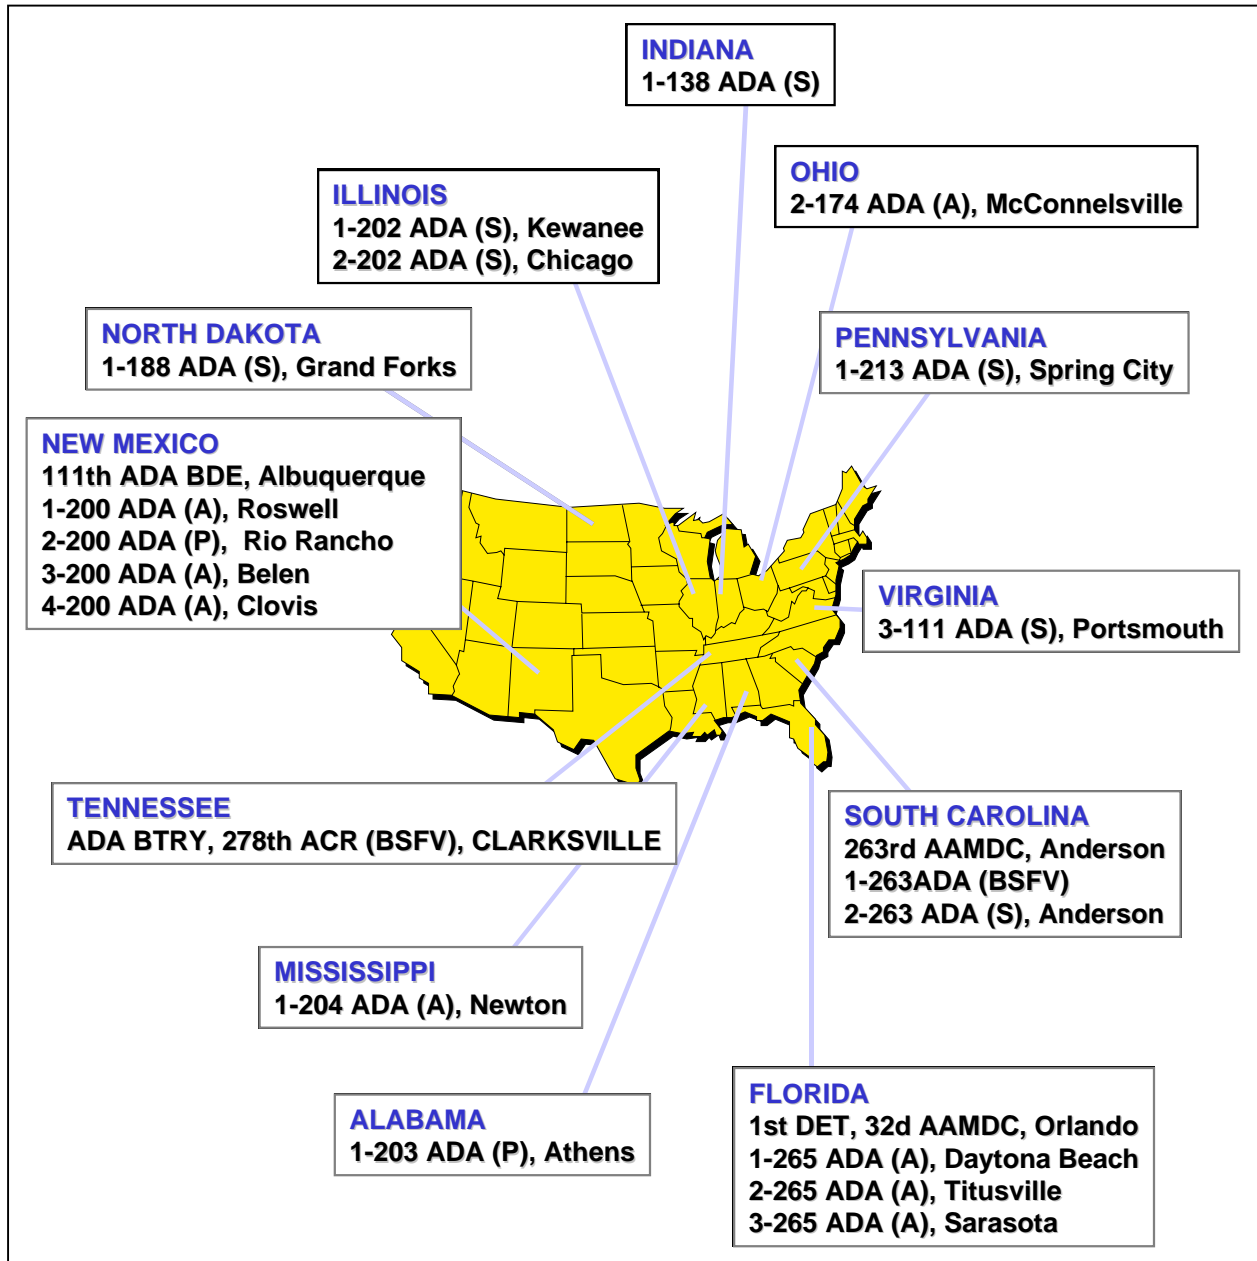 INDIANA
1-138 ADA (S)
OHIO
2-174 ADA (A), McConnelsville
ILLINOIS
1-202 ADA (S), Kewanee
2-202 ADA (S), Chicago
NORTH DAKOTA
1-188 ADA (S), Grand Forks
PENNSYLVANIA
1-213 ADA (S), Spring City
NEW MEXICO
111th ADA BDE, Albuquerque
1-200 ADA (A), Roswell
2-200 ADA (P), Rio Rancho
3-200 ADA (A), Belen
4-200 ADA (A), Clovis
VIRGINIA
3-111 ADA (S), Portsmouth
TENNESSEE
ADA BTRY, 278th ACR (BSFV), CLARKSVILLE
SOUTH CAROLINA
263rd AAMDC, Anderson
1-263ADA (BSFV)
2-263 ADA (S), Anderson
MISSISSIPPI
1-204 ADA (A), Newton
ALABAMA
1-203 ADA (P), Athens
FLORIDA
1st DET, 32d AAMDC, Orlando
1-265 ADA (A), Daytona Beach
2-265 ADA (A), Titusville
3-265 ADA (A), Sarasota